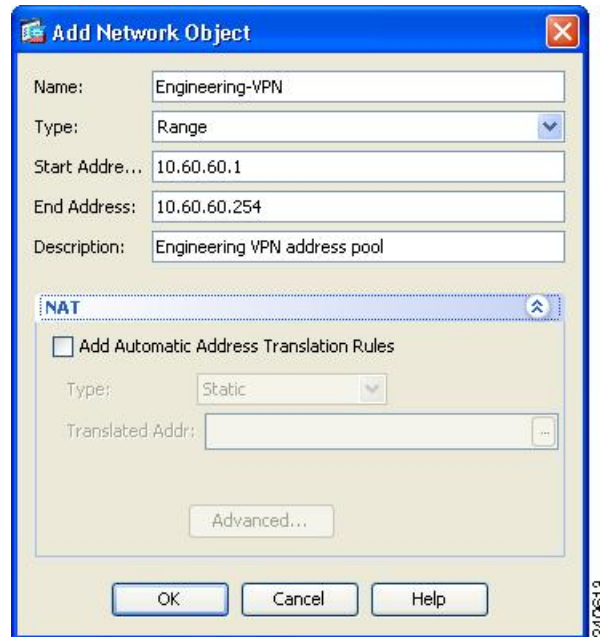 Add Network Object
Name: Engineering-VPN
Type: Range
Start Addre... 10.60.60.1
End Address: 10.60.60.254
Description: Engineering VPN address pool
NAT
Add Automatic Address Translation Rules
Type: Static
Translated Addr: ...
Advanced...
OK Cancel Help
240613